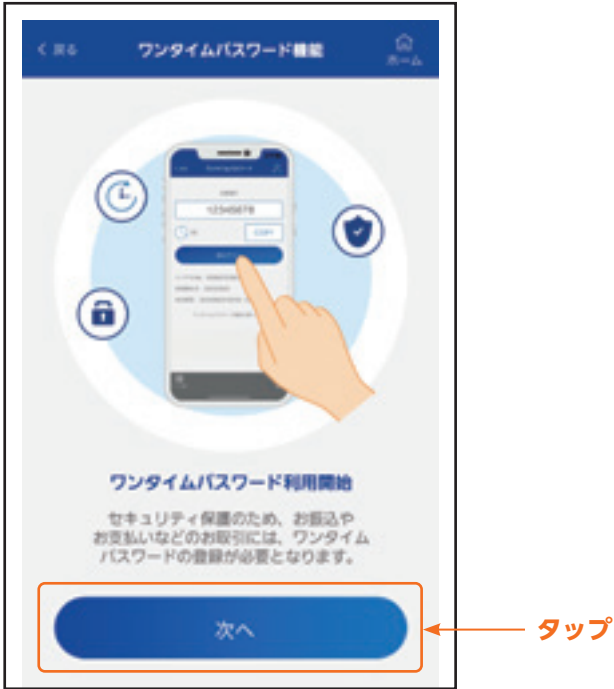 < 戻る ワンタイムパスワード機能 ホーム
12345678
COPY
ワンタイムパスワード利用開始
セキュリティ保護のため、お振込や
お支払いなどのお取引には、ワンタイム
パスワードの登録が必要となります。
次へ
タップ